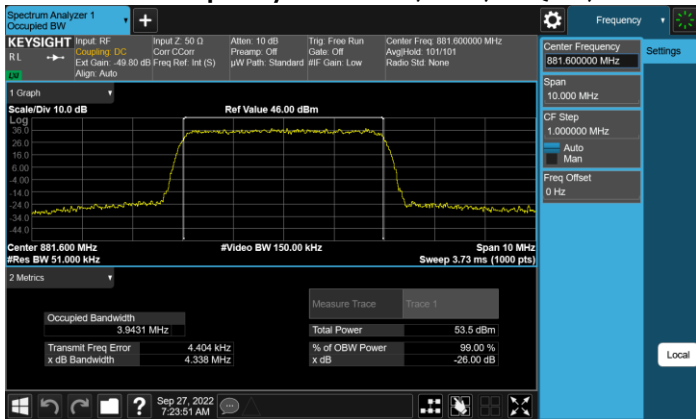 Spectrum Analyzer 1
Occupied BW
Frequency
KEYSIGHT Input: RF Input Z: 50 Ω Atten: 10 dB Trig: Free Run Center Freq: 881.600000 MHz
RL Coupling: DC Corr CCorr Preamp: Off Gate: Off Avg|Hold: 101/101
Ext Gain: -49.80 dB Freq Ref: Int (S) µW Path: Standard #IF Gain: Low Radio Std: None
Align: Auto
Center Frequency
881.600000 MHz
Settings
Span
10.000 MHz
CF Step
1.000000 MHz
Auto
Man
Freq Offset
0 Hz
1 Graph
Scale/Div 10.0 dB Ref Value 46.00 dBm
Log
36.0
26.0
16.0
6.00
-4.00
-14.0
-24.0
-34.0
-44.0
Center 881.600 MHz #Video BW 150.00 kHz Span 10 MHz
#Res BW 51.000 kHz Sweep 3.73 ms (1000 pts)
2 Metrics
Measure Trace Trace 1
Occupied Bandwidth
3.9431 MHz Total Power 53.5 dBm
Transmit Freq Error 4.404 kHz % of OBW Power 99.00 %
x dB Bandwidth 4.338 MHz x dB -26.00 dB
Local
? Sep 27, 2022
7:23:51 AM